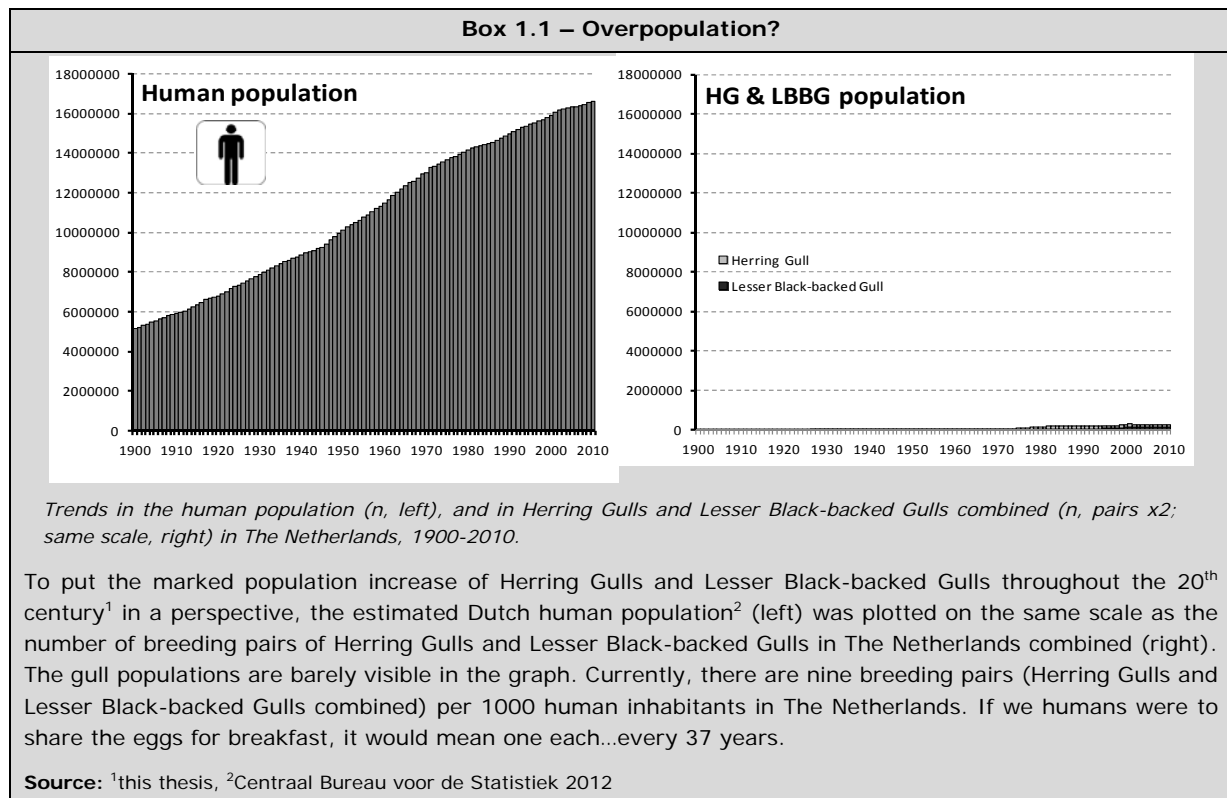 Box 1.1 – Overpopulation?
Human population
18000000
16000000
14000000
12000000
10000000
8000000
6000000
4000000
2000000
0
1900 1910 1920 1930 1940 1950 1960 1970 1980 1990 2000 2010
HG & LBBG population
18000000
16000000
14000000
12000000
10000000
8000000
6000000
4000000
2000000
0
Herring Gull
Lesser Black-backed Gull
1900 1910 1920 1930 1940 1950 1960 1970 1980 1990 2000 2010
Trends in the human population (n, left), and in Herring Gulls and Lesser Black-backed Gulls combined (n, pairs x2;
same scale, right) in The Netherlands, 1900-2010.
To put the marked population increase of Herring Gulls and Lesser Black-backed Gulls throughout the 20th
century1 in a perspective, the estimated Dutch human population2 (left) was plotted on the same scale as the
number of breeding pairs of Herring Gulls and Lesser Black-backed Gulls in The Netherlands combined (right).
The gull populations are barely visible in the graph. Currently, there are nine breeding pairs (Herring Gulls and
Lesser Black-backed Gulls combined) per 1000 human inhabitants in The Netherlands. If we humans were to
share the eggs for breakfast, it would mean one each...every 37 years.
Source: 1this thesis, 2Centraal Bureau voor de Statistiek 2012